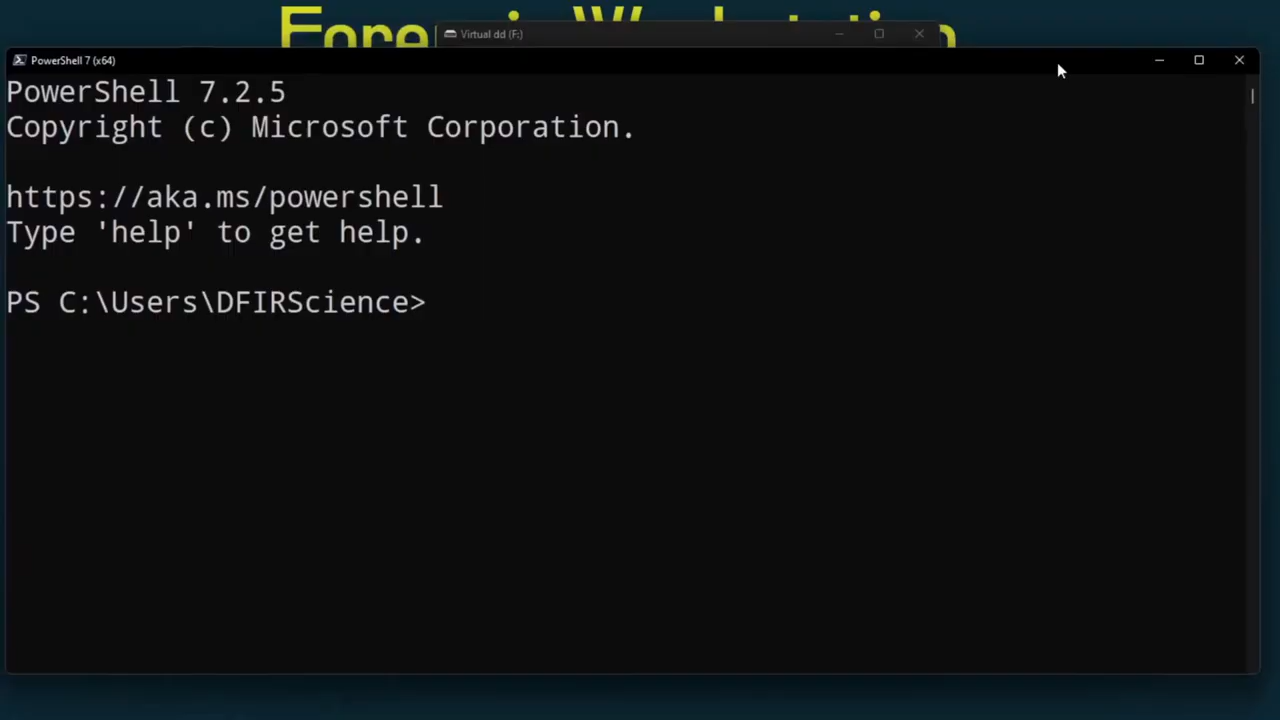 Virtual dd (F:)
PowerShell 7 (x64)
PowerShell 7.2.5
Copyright (c) Microsoft Corporation.
https://aka.ms/powershell
Type 'help' to get help.
PS C:\Users\DFIRScience>